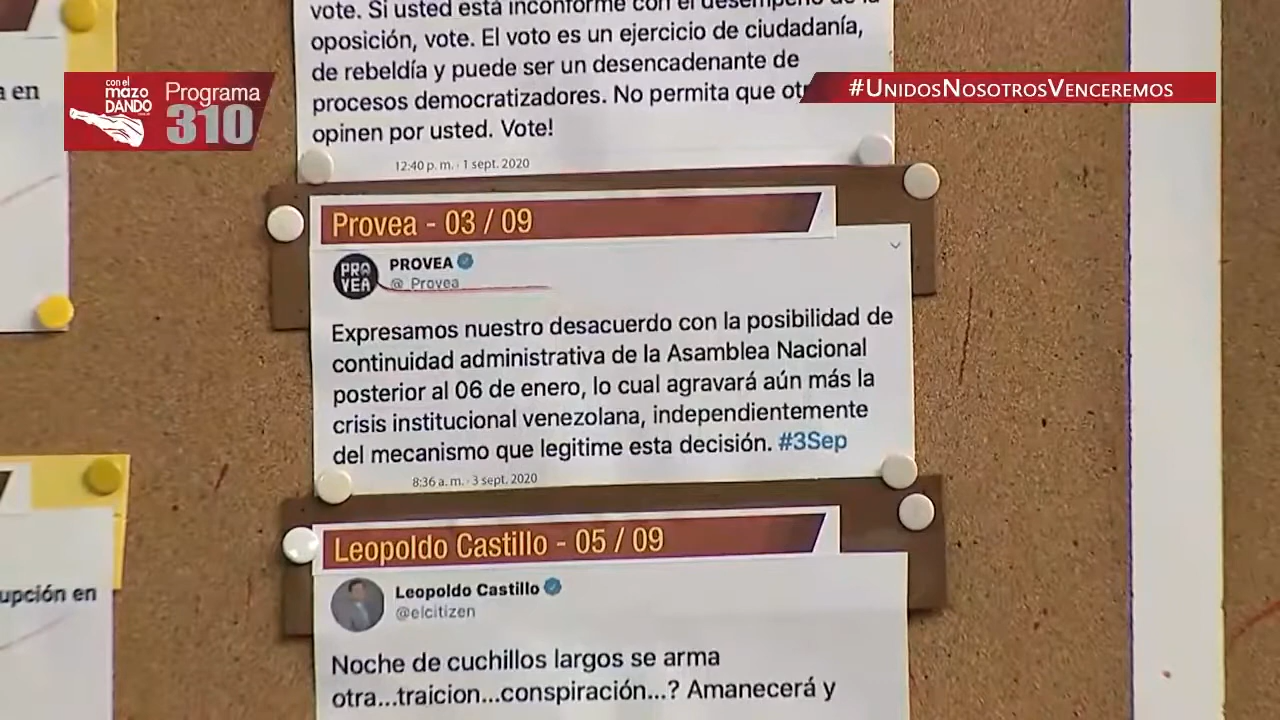 vote. Si usted está inconforme con el desempeño de la
oposición, vote. El voto es un ejercicio de ciudadanía,
de rebeldía y puede ser un desencadenante de
procesos democratizadores. No permita que
opinen por usted. Vote!
12:40 p. m. · 1 sept. 2020
con el
mazo
DANDO
Programa
310
#UNIDOSNOSOTROSVENCEREMOS
en
Provea - 03 / 09
PROVEA
PROVEA
@_Provea
Expresamos nuestro desacuerdo con la posibilidad de
continuidad administrativa de la Asamblea Nacional
posterior al 06 de enero, lo cual agravará aún más la
crisis institucional venezolana, independientemente
del mecanismo que legitime esta decisión. #3Sep
8:36 a. m. · 3 sept. 2020
Leopoldo Castillo - 05 / 09
Leopoldo Castillo
@elcitizen
Noche de cuchillos largos se arma
otra...traicion...conspiración...? Amanecerá y
upción en